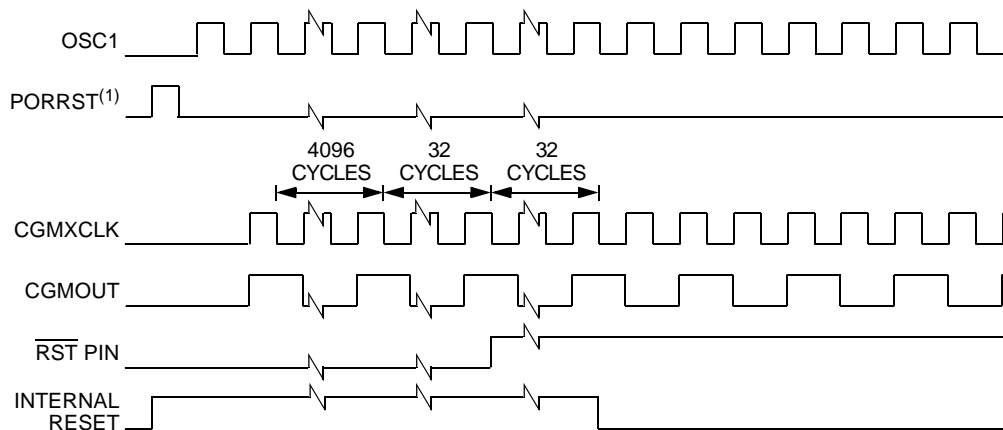 OSC1
PORRST(1)
4096 CYCLES
32 CYCLES
32 CYCLES
CGMXCLK
CGMOUT
RST PIN
INTERNAL RESET